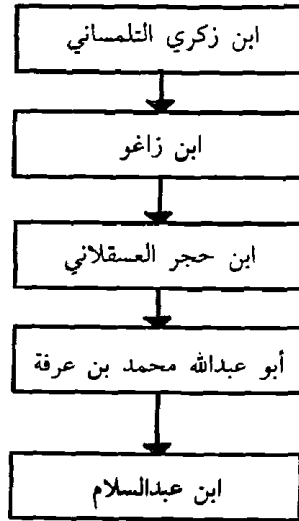 ابن زكري التلمساني
ابن زاغو
ابن حجر العسقلاني
أبو عبدالله محمد بن عرفة
ابن عبدالسلام